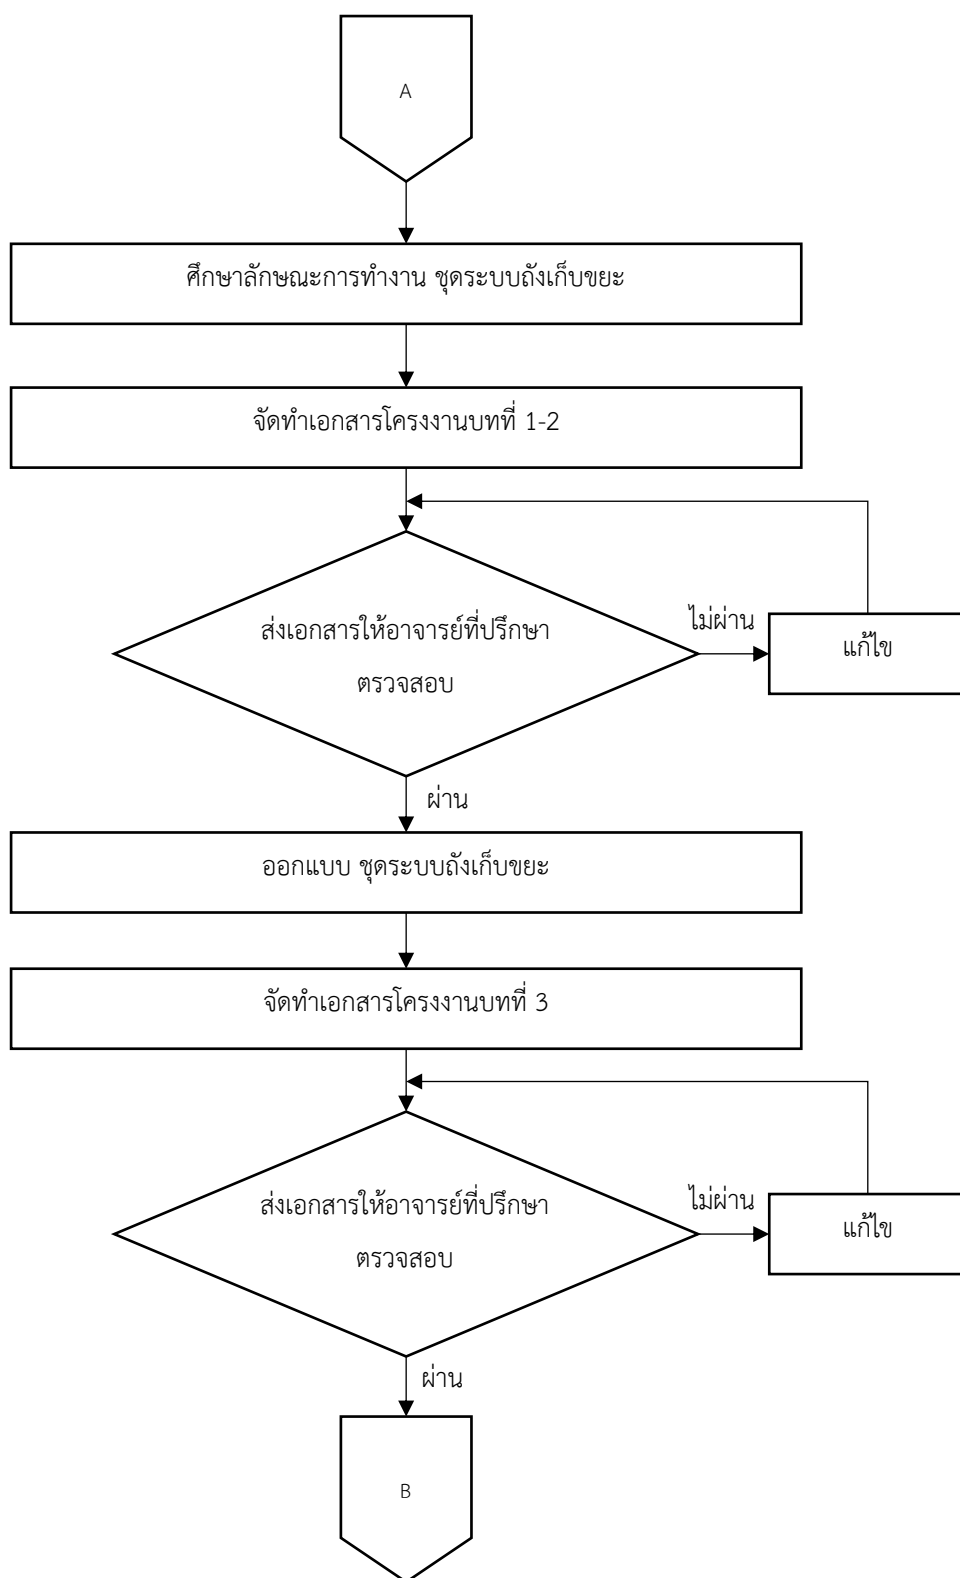 A
ศึกษาลักษณะการทำงาน ชุดระบบถังเก็บขยะ
จัดทำเอกสารโครงงานบทที่ 1-2
ส่งเอกสารให้อาจารย์ที่ปรึกษา
ตรวจสอบ
ไม่ผ่าน
แก้ไข
ผ่าน
ออกแบบ ชุดระบบถังเก็บขยะ
จัดทำเอกสารโครงงานบทที่ 3
ส่งเอกสารให้อาจารย์ที่ปรึกษา
ตรวจสอบ
ไม่ผ่าน
แก้ไข
ผ่าน
B